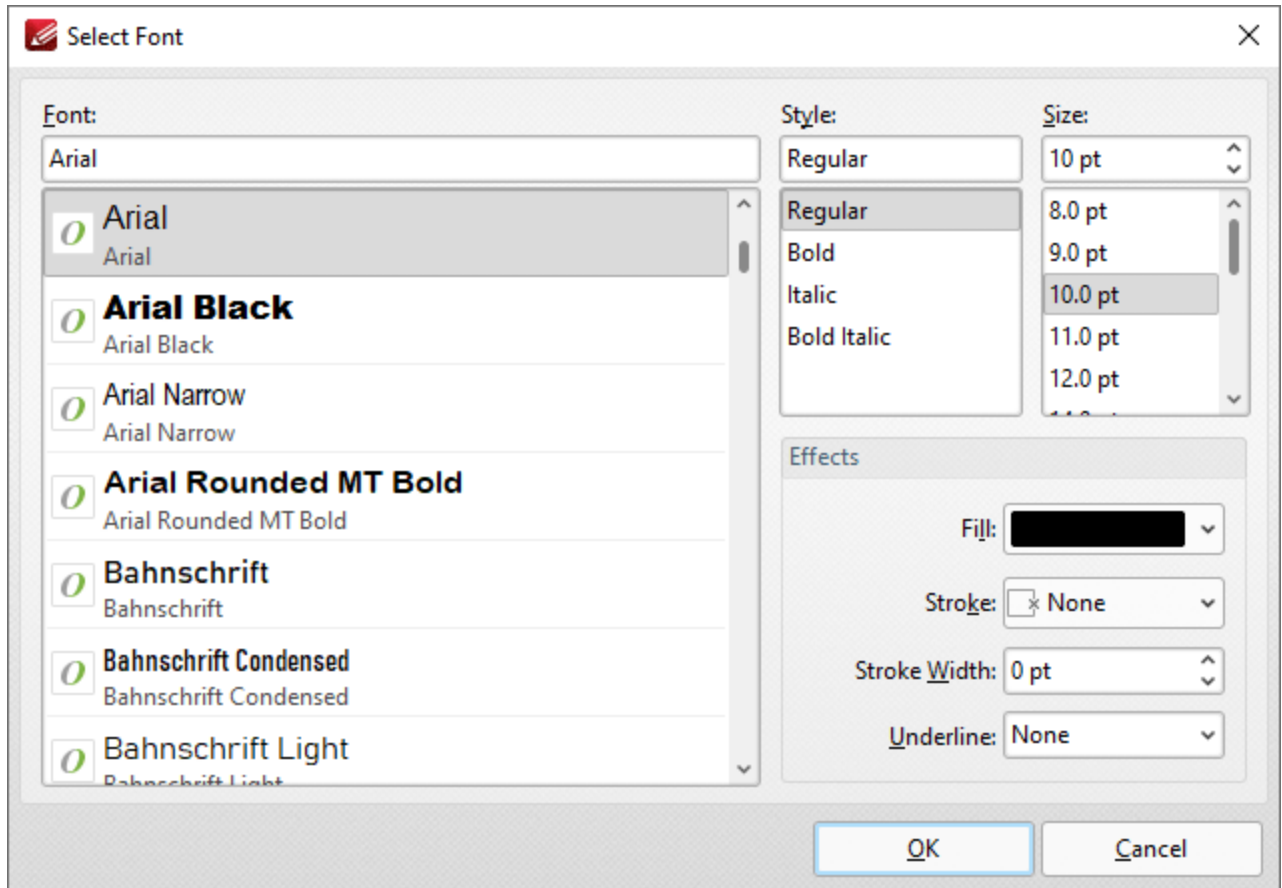 Select Font
Font:
Arial
Arial
Arial
Arial Black
Arial Black
Arial Narrow
Arial Narrow
Arial Rounded MT Bold
Arial Rounded MT Bold
Bahnschrift
Bahnschrift
Bahnschrift Condensed
Bahnschrift Condensed
Bahnschrift Light
Bahnschrift Light
Style:
Regular
Regular
Bold
Italic
Bold Italic
Size:
10 pt
8.0 pt
9.0 pt
10.0 pt
11.0 pt
12.0 pt
Effects
Fill:
Stroke: None
Stroke Width: 0 pt
Underline: None
OK Cancel